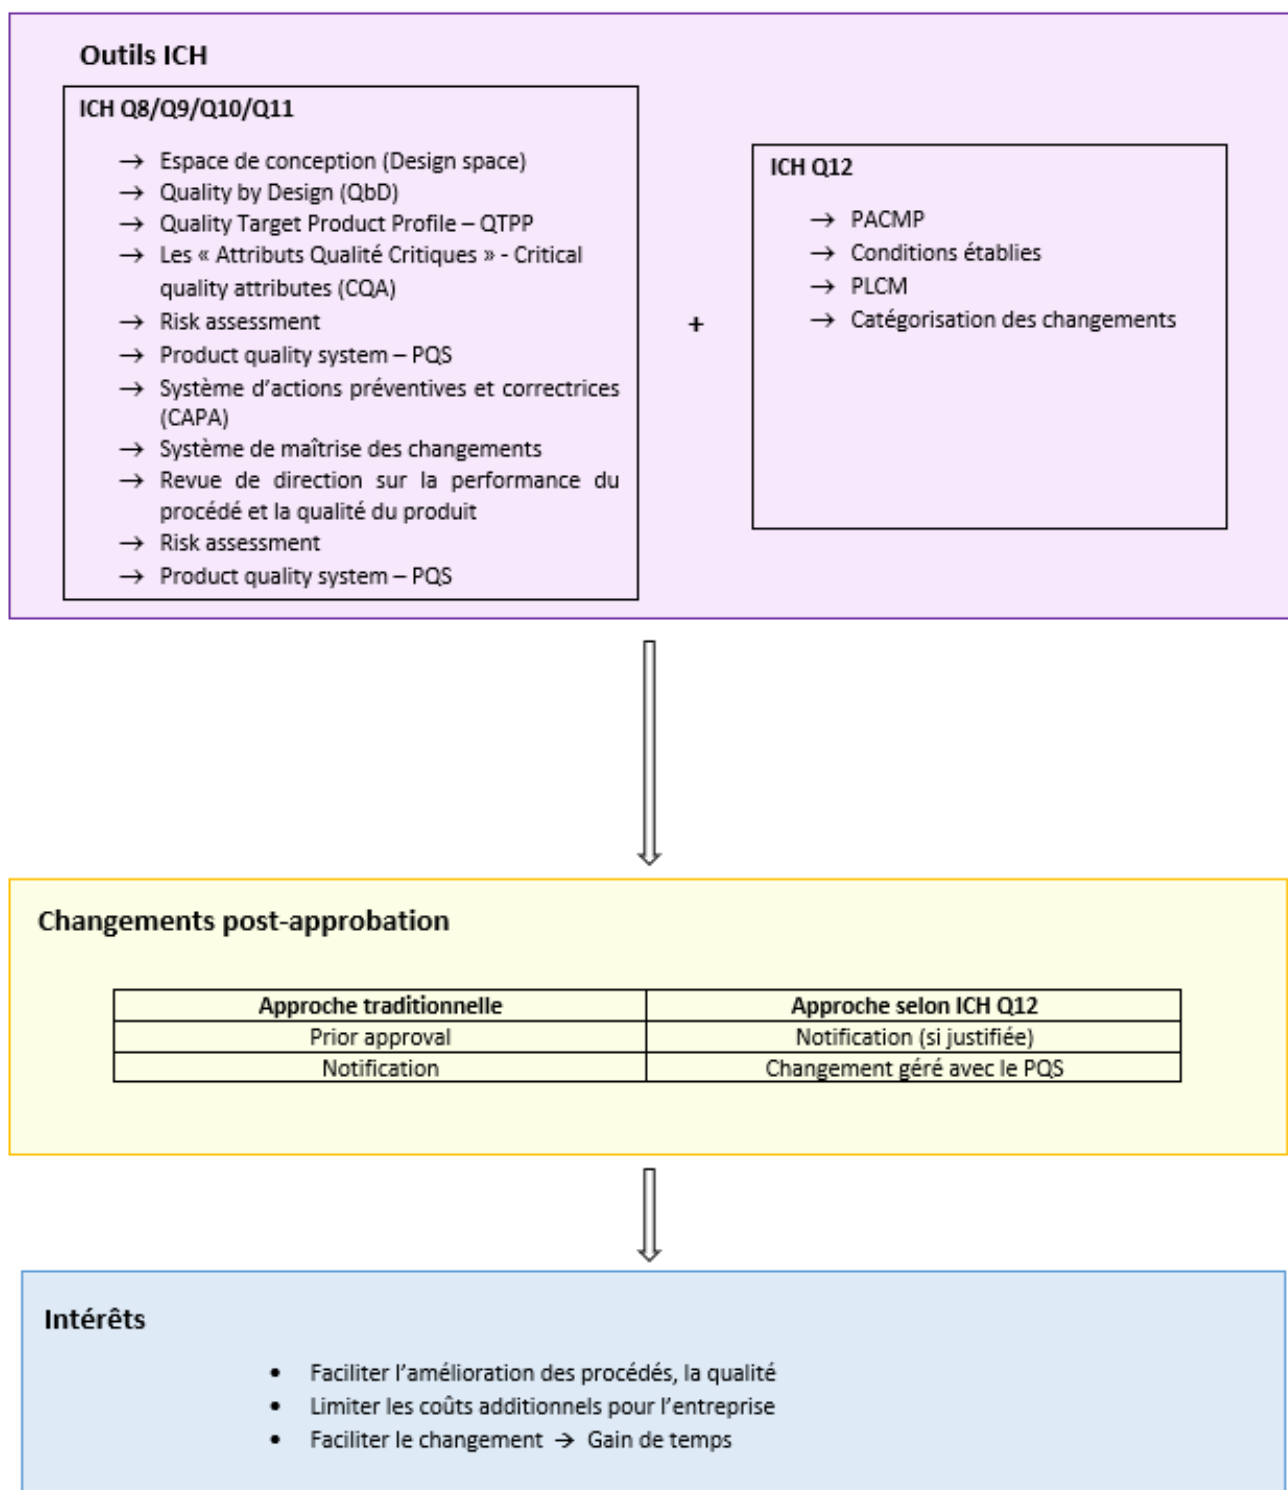 Outils ICH
ICH Q8/Q9/Q10/Q11
→ Espace de conception (Design space)
→ Quality by Design (QbD)
→ Quality Target Product Profile – QTPP
→ Les « Attributs Qualité Critiques » - Critical
quality attributes (CQA)
→ Risk assessment
→ Product quality system – PQS
→ Système d'actions préventives et correctrices
(CAPA)
→ Système de maîtrise des changements
→ Revue de direction sur la performance du
procédé et la qualité du produit
→ Risk assessment
→ Product quality system – PQS
+
ICH Q12
→ PACMP
→ Conditions établies
→ PLCM
→ Catégorisation des changements
Changements post-approbation
Approche traditionnelle Approche selon ICH Q12
Prior approval Notification (si justifiée)
Notification Changement géré avec le PQS
Intérêts
• Faciliter l'amélioration des procédés, la qualité
• Limiter les coûts additionnels pour l'entreprise
• Faciliter le changement → Gain de temps